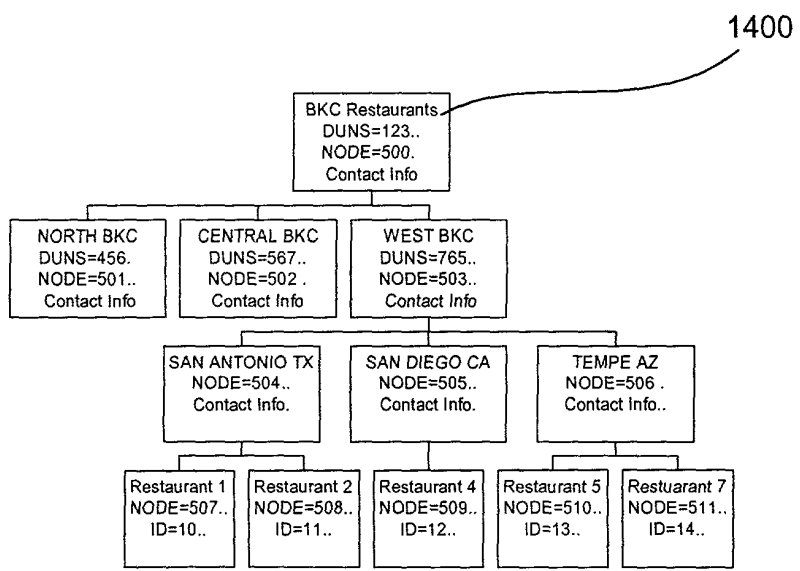 1400
BKC Restaurants
DUNS=123..
NODE=500.
Contact Info
NORTH BKC
DUNS=456.
NODE=501..
Contact Info
CENTRAL BKC
DUNS=567..
NODE=502 .
Contact Info
WEST BKC
DUNS=765..
NODE=503..
Contact Info
SAN ANTONIO TX
NODE=504..
Contact Info.
SAN DIEGO CA
NODE=505..
Contact Info.
TEMPE AZ
NODE=506 .
Contact Info..
Restaurant 1
NODE=507..
ID=10..
Restaurant 2
NODE=508..
ID=11..
Restaurant 4
NODE=509..
ID=12..
Restaurant 5
NODE=510..
ID=13..
Restuarant 7
NODE=511..
ID=14..